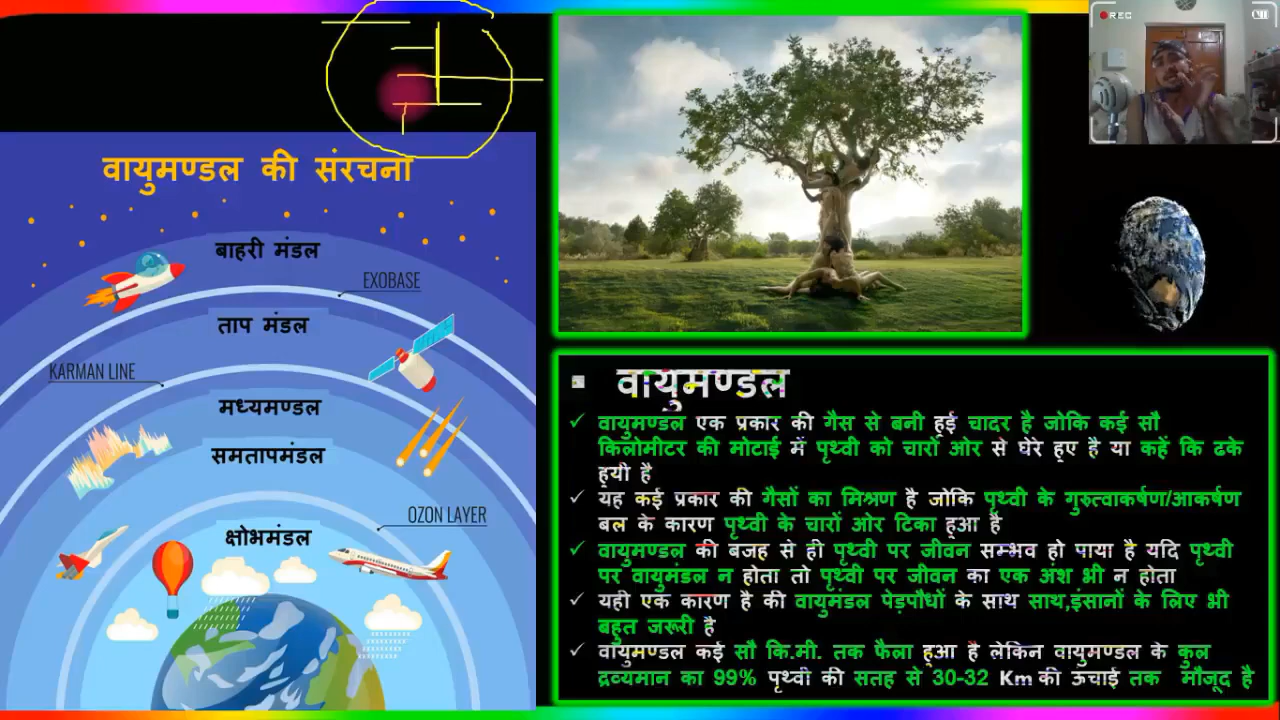 REC
वायुमण्डल की संरचना
बाहरी मंडल
EXOBASE
ताप मंडल
KARMAN LINE
मध्यमण्डल
समतापमंडल
OZON LAYER
क्षोभमंडल
वायुमण्डल
वायुमण्डल एक प्रकार की गैस से बनी हुई चादर है जोकि कई सौ
किलोमीटर की मोटाई में पृथ्वी को चारों ओर से घेरे हुए है या कहें कि ढके
हुयी है
यह कई प्रकार की गैसों का मिश्रण है जोकि पृथ्वी के गुरुत्वाकर्षण/आकर्षण
बल के कारण पृथ्वी के चारों ओर टिका हुआ है
वायुमण्डल की बजह से ही पृथ्वी पर जीवन सम्भव हो पाया है यदि पृथ्वी
पर वायुमंडल न होता तो पृथ्वी पर जीवन का एक अंश भी न होता
यही एक कारण है की वायुमंडल पेड़पौधों के साथ साथ,इंसानों के लिए भी
बहुत जरूरी है
वायुमण्डल कई सौ कि.मी. तक फैला हुआ है लेकिन वायुमण्डल के कुल
द्रव्यमान का 99% पृथ्वी की सतह से 30-32 Km की ऊंचाई तक मौजूद है